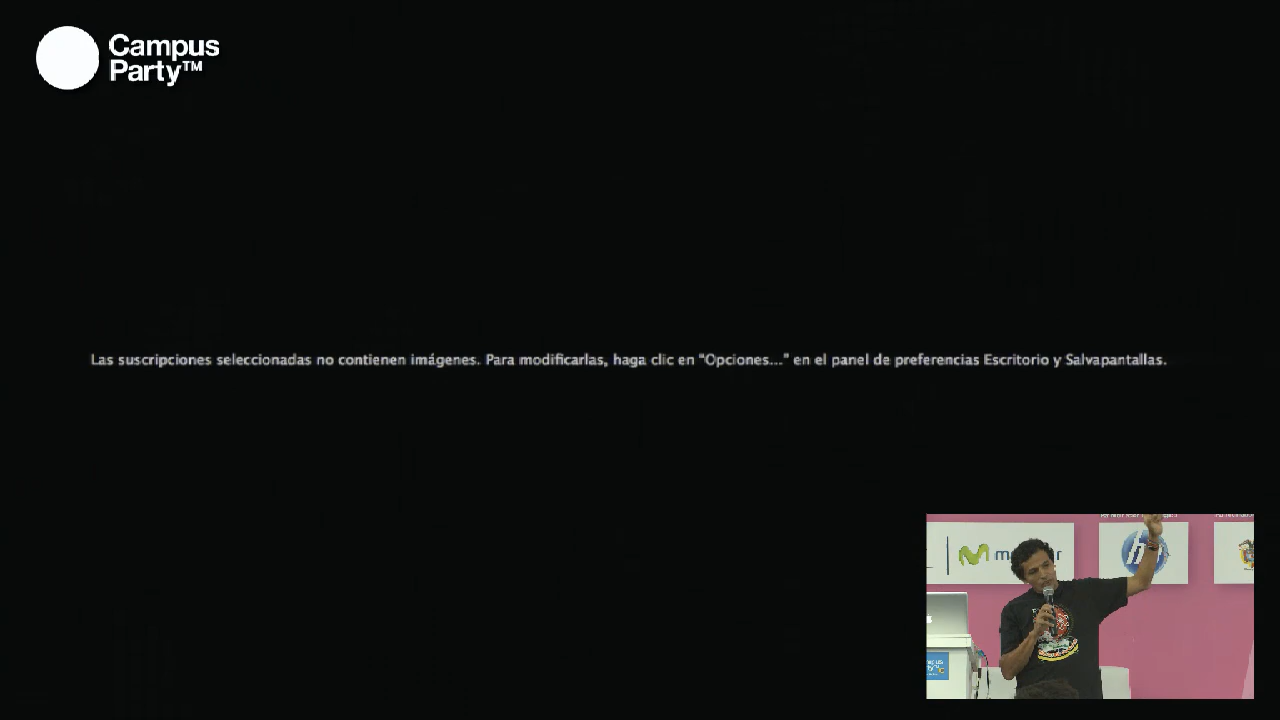 Campus
Party™
Las suscripciones seleccionadas no contienen imágenes. Para modificarlas, haga clic en "Opciones..." en el panel de preferencias Escritorio y Salvapantallas.
hp